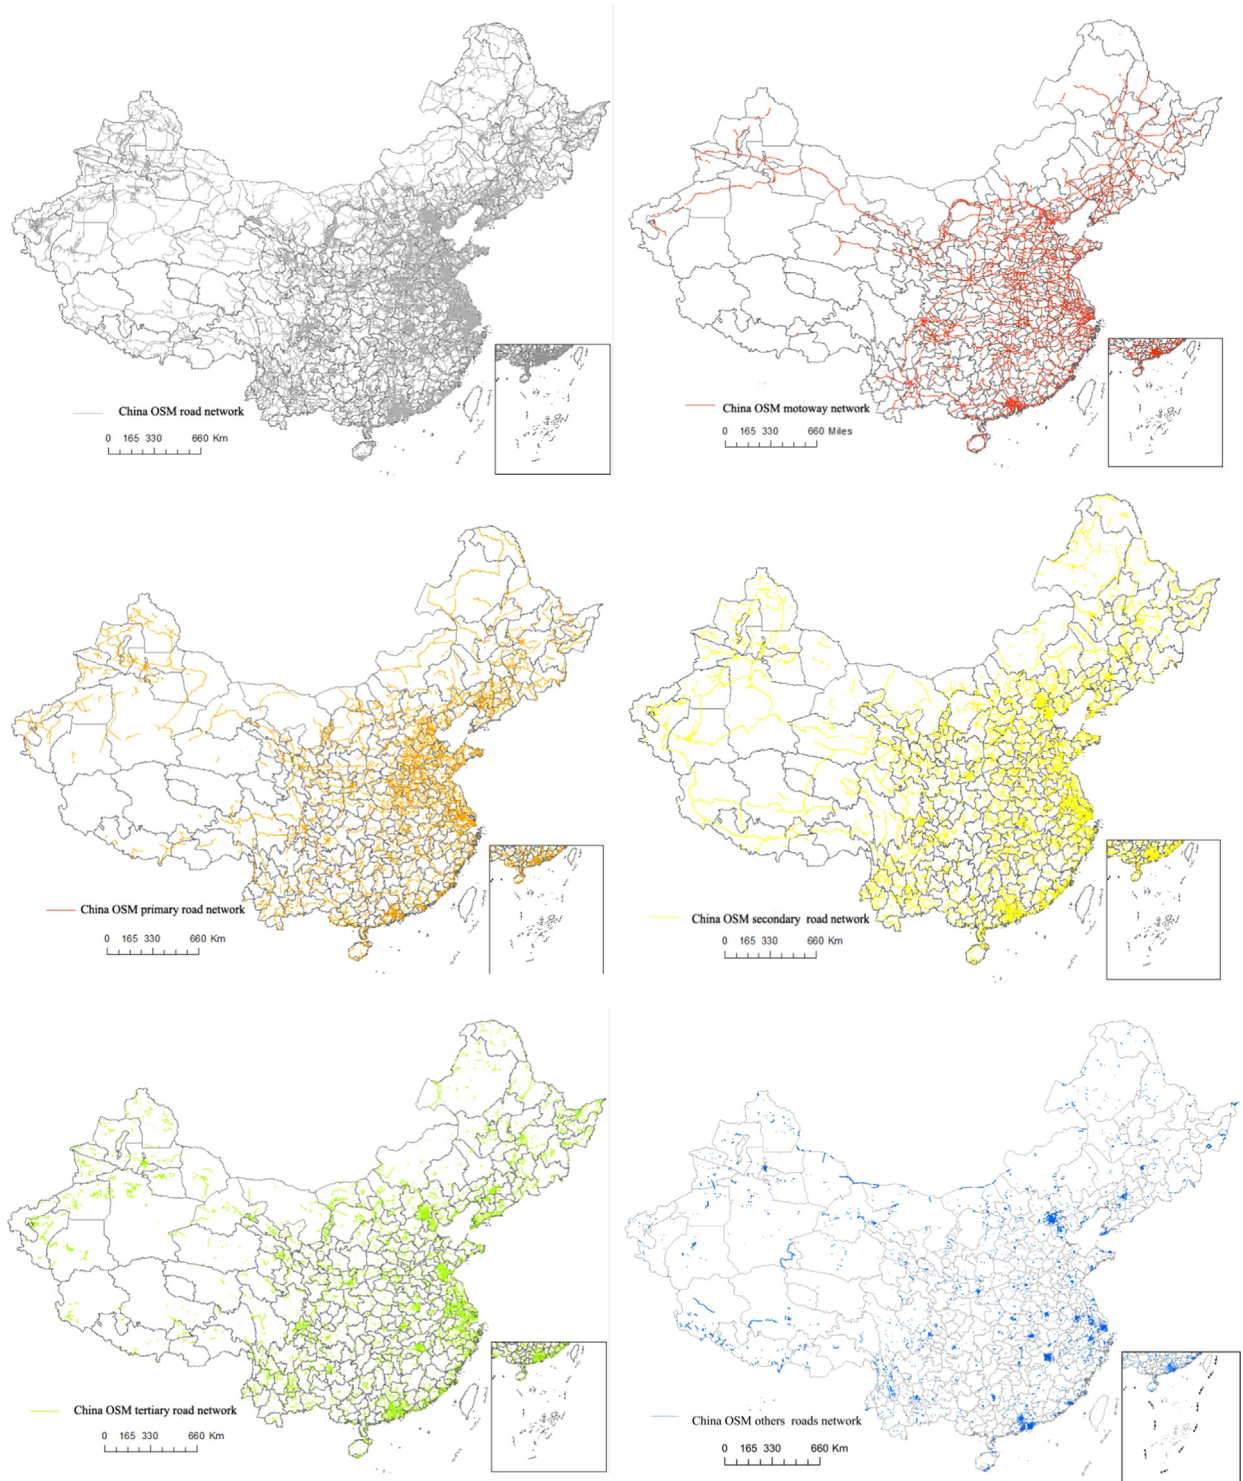 China OSM road network
0 165 330 660 Km
China OSM motoway network
0 165 330 660 Miles
China OSM primary road network
0 165 330 660 Km
China OSM secondary road network
0 165 330 660 Km
China OSM tertiary road network
0 165 330 660 Km
China OSM others roads network
0 165 330 660 Km